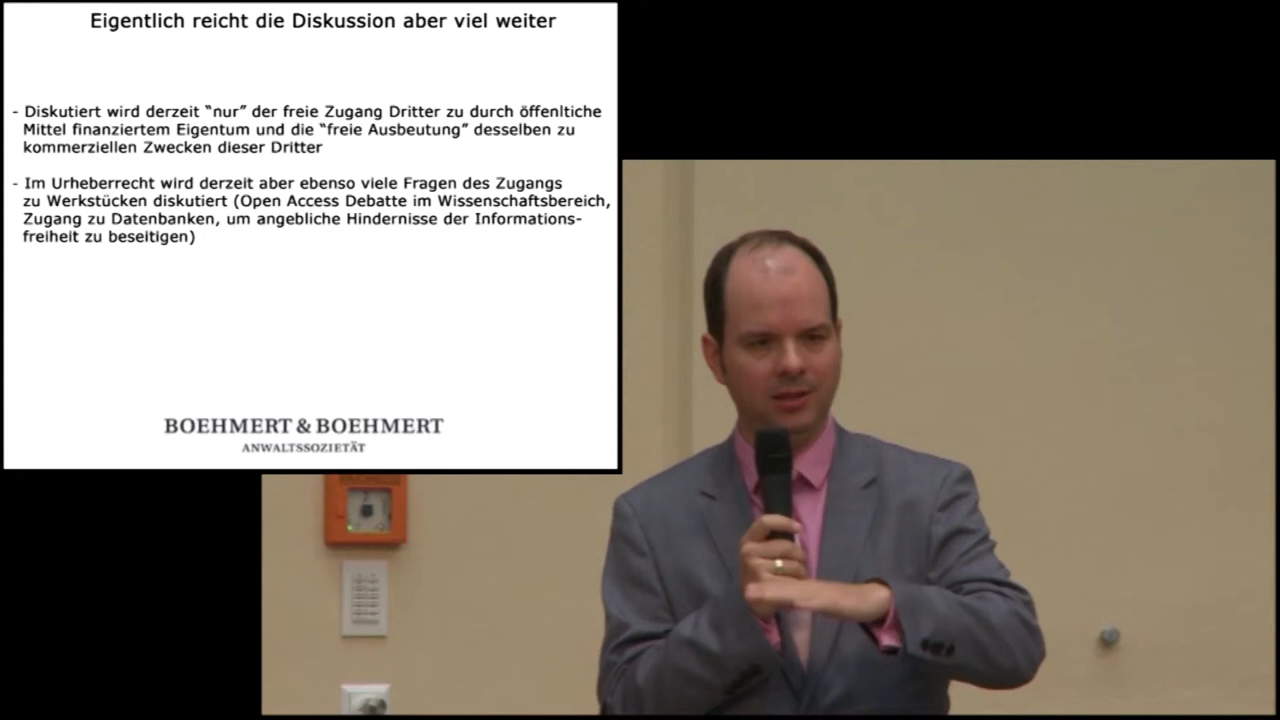 Eigentlich reicht die Diskussion aber viel weiter
- Diskutiert wird derzeit “nur” der freie Zugang Dritter zu durch öffenltiche
Mittel finanziertem Eigentum und die “freie Ausbeutung” desselben zu
kommerziellen Zwecken dieser Dritter
- Im Urheberrecht wird derzeit aber ebenso viele Fragen des Zugangs
zu Werkstücken diskutiert (Open Access Debatte im Wissenschaftsbereich,
Zugang zu Datenbanken, um angebliche Hindernisse der Informations-
freiheit zu beseitigen)
BOEHMERT & BOEHMERT
ANWALTSSOZIETÄT